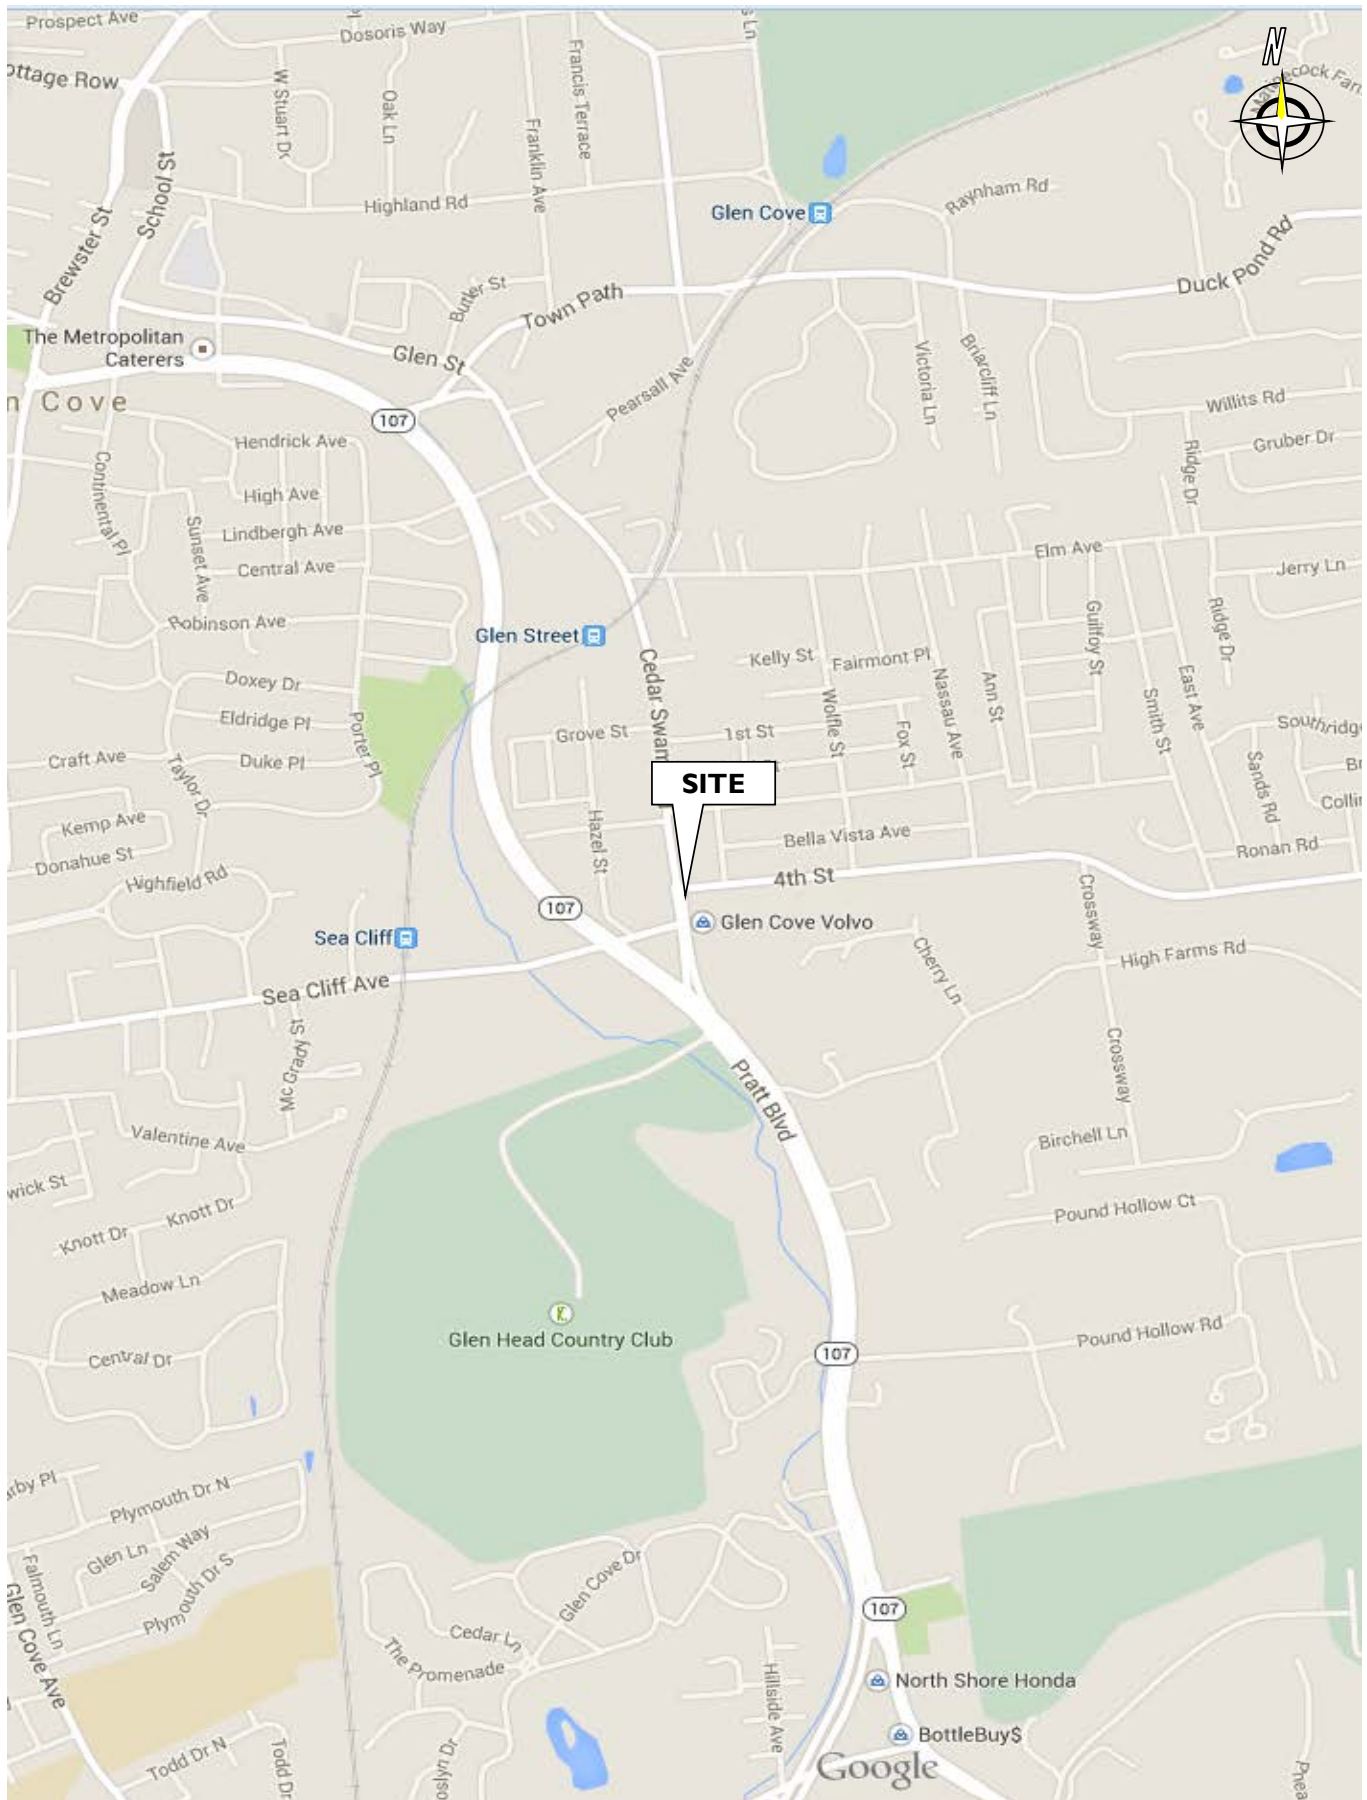 Prospect Ave
Dosoris Way
N
ottage Row
W Stuart Dr
Oak Ln
Francis Terrace
Franklin Ave
s Ln
School St
Highland Rd
Glen Cove
Raynham Rd
Brewster St
Duck Pond Rd
Butler St
Town Path
The Metropolitan
Caterers
Glen St
Pearsall Ave
Victoria Ln
Briarcliff Ln
n Cove
107
Willits Rd
Hendrick Ave
Gruber Dr
Ridge Dr
Continental Pl
High Ave
Sunset Ave
Lindbergh Ave
Central Ave
Elm Ave
Jerry Ln
Robinson Ave
Glen Street
Guilfoy St
Ridge Dr
Cedar Swam
Kelly St
Fairmont Pl
Doxey Dr
Wolfle St
Nassau Ave
Ann St
East Ave
Smith St
Eldridge Pl
Porter Pl
Grove St
1st St
Fox St
Southridge
Craft Ave
Duke Pl
Taylor Dr
SITE
Sands Rd
Br
Collin
Kemp Ave
Hazel St
Bella Vista Ave
Ronan Rd
Donahue St
Highfield Rd
4th St
Crossway
107
Glen Cove Volvo
Sea Cliff
Cherry Ln
High Farms Rd
Sea Cliff Ave
Mc Grady St
Crossway
Pratt Blvd
Valentine Ave
Birchell Ln
wick St
Knott Dr
Knott Dr
Pound Hollow Ct
Meadow Ln
Glen Head Country Club
Pound Hollow Rd
Central Dr
107
rby Pl
Plymouth Dr N
Glen Ln
Salem Way
Plymouth Dr S
Falmouth Ln
Glen Cove Ave
Glen Cove Dr
107
Cedar Ln
The Promenade
Hillside Ave
North Shore Honda
BottleBuy$
Todd Dr N
Todd Dr
oslyn Dr
Google
Phea